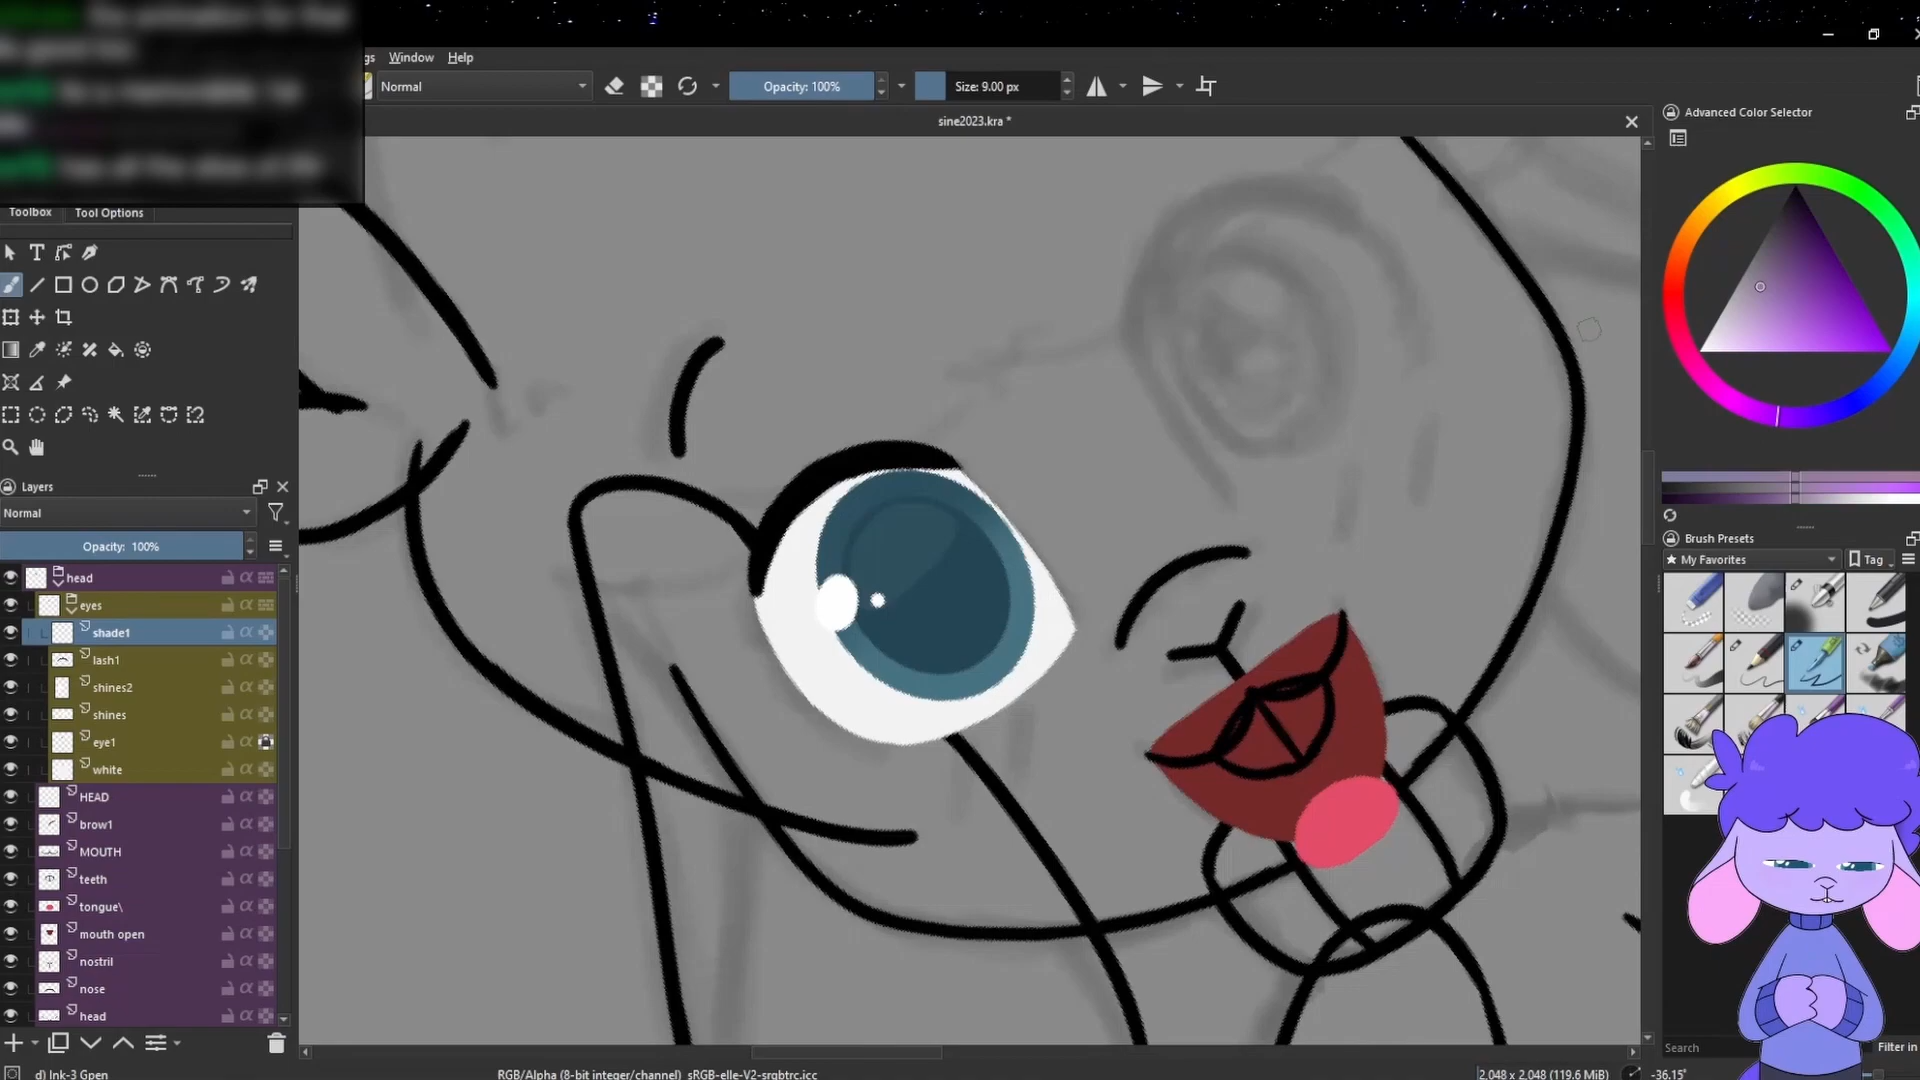 gs Window Help
Normal
Opacity: 100%
Size: 9.00 px
sine2023.kra *
Advanced Color Selector
Toolbox
Tool Options
Layers
Normal
Opacity: 100%
head
eyes
shade1
lash1
shines2
shines
eye1
white
HEAD
brow1
MOUTH
teeth
tongue\
mouth open
nostril
nose
head
Brush Presets
My Favorites
Tag
Search
Filter in
d) Ink-3 Gpen
RGB/Alpha (8-bit integer/channel) sRGB-elle-V2-srgbtrc.icc
2,048 x 2,048 (119.6 MiB)
-36.15°